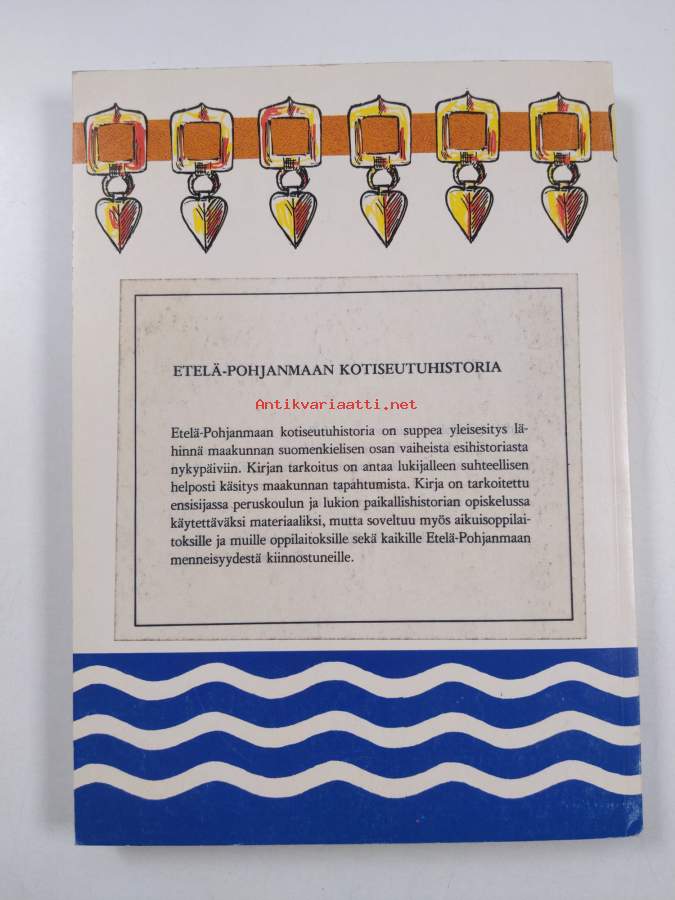 ETELÄ-POHJANMAAN KOTISEUTUHISTORIA
Antikvariaatti.net
Etelä-Pohjanmaan kotiseutuhistoria on suppea yleisesitys lä-
hinnä maakunnan suomenkielisen osan vaiheista esihistoriasta
nykypäiviin. Kirjan tarkoitus on antaa lukijalleen suhteellisen
helposti käsitys maakunnan tapahtumista. Kirja on tarkoitettu
ensisijassa peruskoulun ja lukion paikallishistorian opiskelussa
käytettäväksi materiaaliksi, mutta soveltuu myös aikuisoppilai-
toksille ja muille oppilaitoksille sekä kaikille Etelä-Pohjanmaan
menneisyydestä kiinnostuneille.